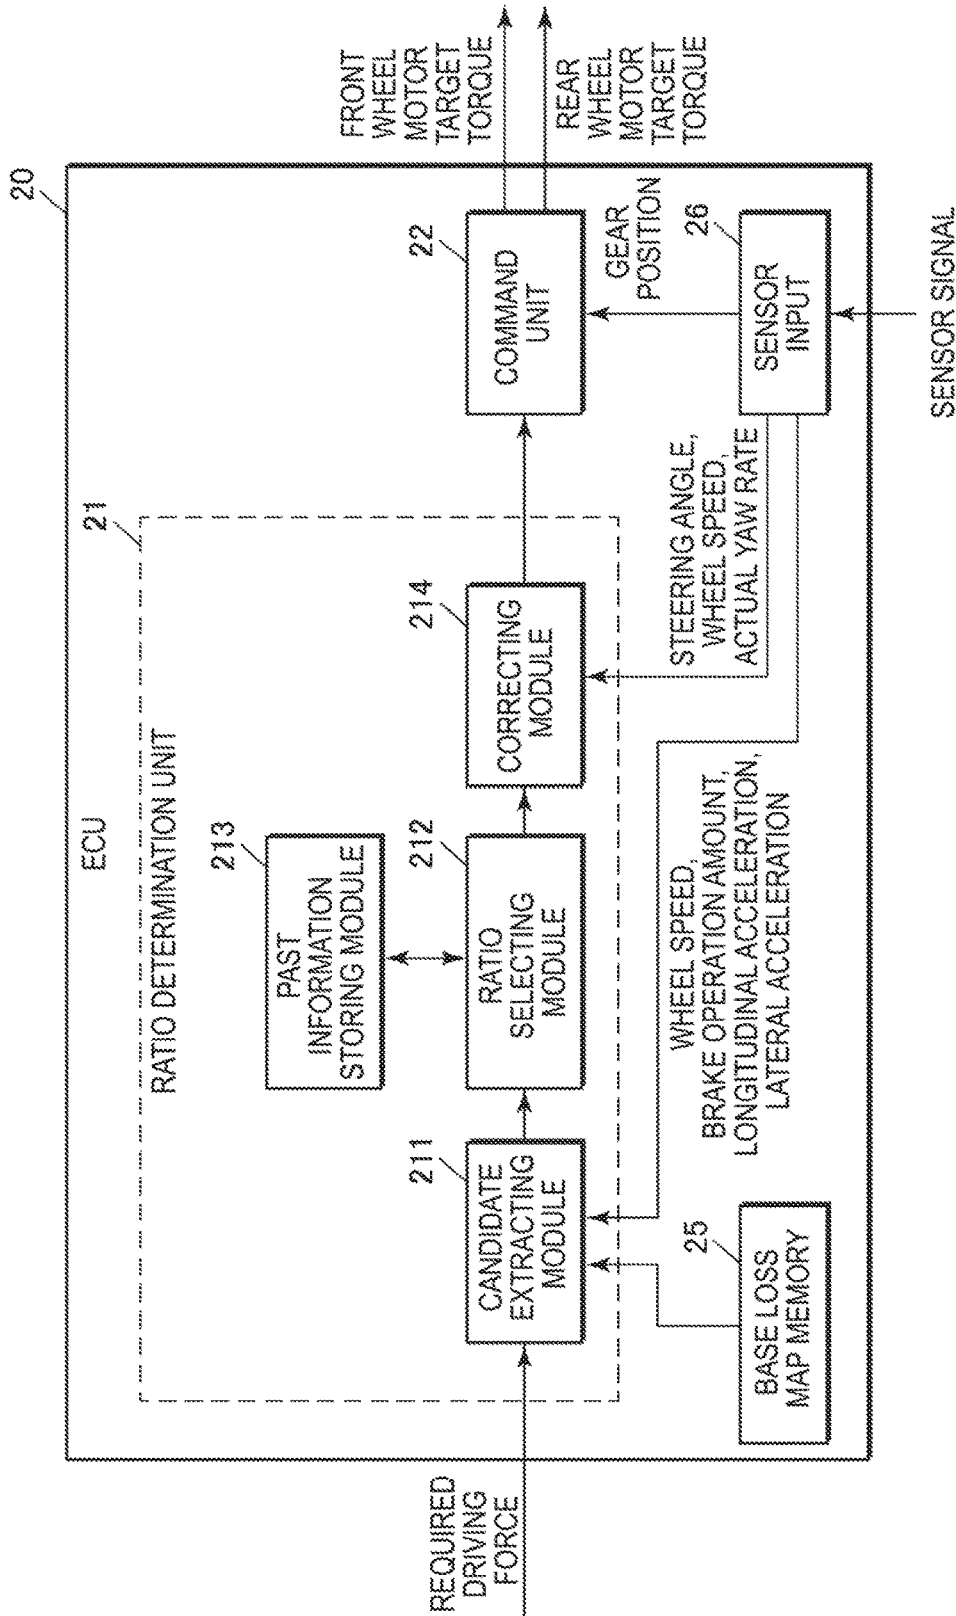 20
ECU
21
RATIO DETERMINATION UNIT
213
PAST
INFORMATION
STORING MODULE
REQUIRED
DRIVING
FORCE
211
CANDIDATE
EXTRACTING
MODULE
212
RATIO
SELECTING
MODULE
214
CORRECTING
MODULE
22
COMMAND
UNIT
FRONT
WHEEL
MOTOR
TARGET
TORQUE
REAR
WHEEL
MOTOR
TARGET
TORQUE
GEAR
POSITION
25
BASE LOSS
MAP MEMORY
WHEEL SPEED,
BRAKE OPERATION AMOUNT,
LONGITUDINAL ACCELERATION,
LATERAL ACCELERATION
STEERING ANGLE,
WHEEL SPEED,
ACTUAL YAW RATE
26
SENSOR
INPUT
SENSOR SIGNAL